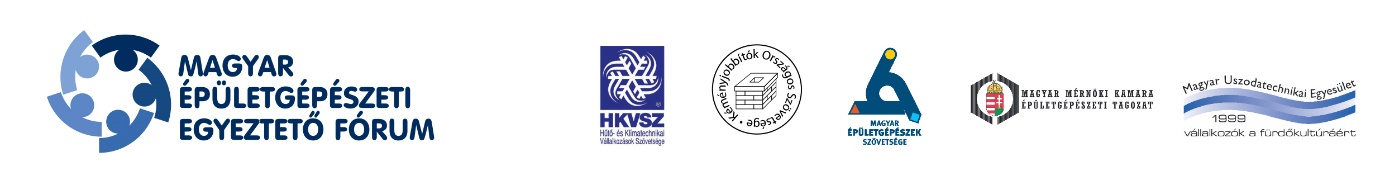 MAGYAR
ÉPÜLETGÉPÉSZETI
EGYEZTETŐ FÓRUM
HKVSZ
Hűtő- és Klímatechnikai
Vállalkozások Szövetsége
Kéményjobbítók Országos Szövetsége •
MAGYAR
ÉPÜLETGÉPÉSZEK
SZÖVETSÉGE
MAGYAR MÉRNÖKI KAMARA
ÉPÜLETGÉPÉSZETI TAGOZAT
Magyar Uszodatechnikai Egyesület
1999
vállalkozók a fürdőkultúráért